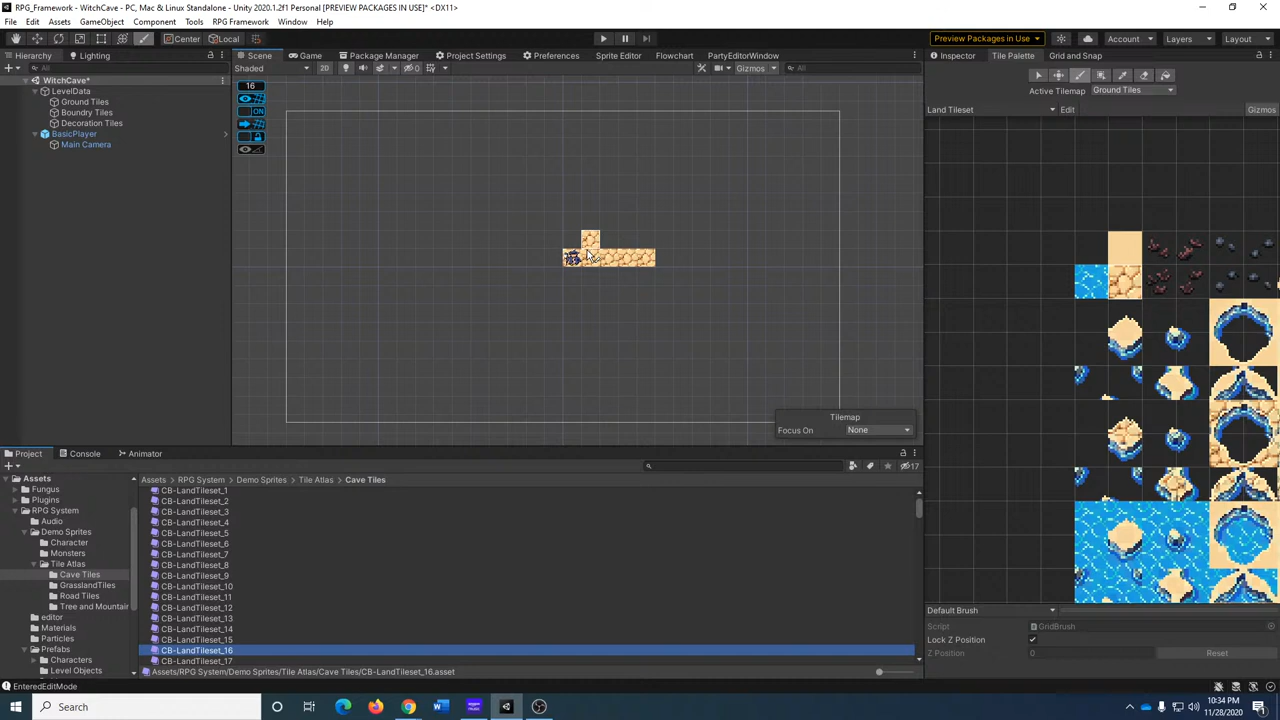 RPG_Framework - WitchCave - PC, Mac & Linux Standalone - Unity 2020.1.2f1 Personal [PREVIEW PACKAGES IN USE]* <DX11>
File Edit Assets GameObject Component Tools RPG Framework Window Help
Center Local Preview Packages in Use Account Layers Layout
Hierarchy Lighting Scene Game Package Manager Project Settings Preferences Sprite Editor Flowchart PartyEditorWindow Inspector Tile Palette Grid and Snap
All Shaded 2D 0 Gizmos All
WitchCave* 16
LevelData Active Tilemap Ground Tiles
Ground Tiles ON
Boundry Tiles Land Tileset Edit Gizmos
Decoration Tiles
BasicPlayer
Main Camera
Tilemap
Focus On None
Project Console Animator
17
Assets Assets RPG System Demo Sprites Tile Atlas Cave Tiles
Fungus CB-LandTileset_1
Plugins CB-LandTileset_2
RPG System CB-LandTileset_3
Audio CB-LandTileset_4
Demo Sprites CB-LandTileset_5
Character CB-LandTileset_6
Monsters CB-LandTileset_7
Tile Atlas CB-LandTileset_8
Cave Tiles CB-LandTileset_9
GrasslandTiles CB-LandTileset_10
Road Tiles CB-LandTileset_11
Tree and Mountain CB-LandTileset_12
Default Brush
editor CB-LandTileset_13
Script GridBrush
Materials CB-LandTileset_14
Particles CB-LandTileset_15
Lock Z Position
Prefabs CB-LandTileset_16
Z Position 0 Reset
Characters CB-LandTileset_17
Level Objects Assets/RPG System/Demo Sprites/Tile Atlas/Cave Tiles/CB-LandTileset_16.asset
EnteredEditMode
Search
10:34 PM
11/28/2020